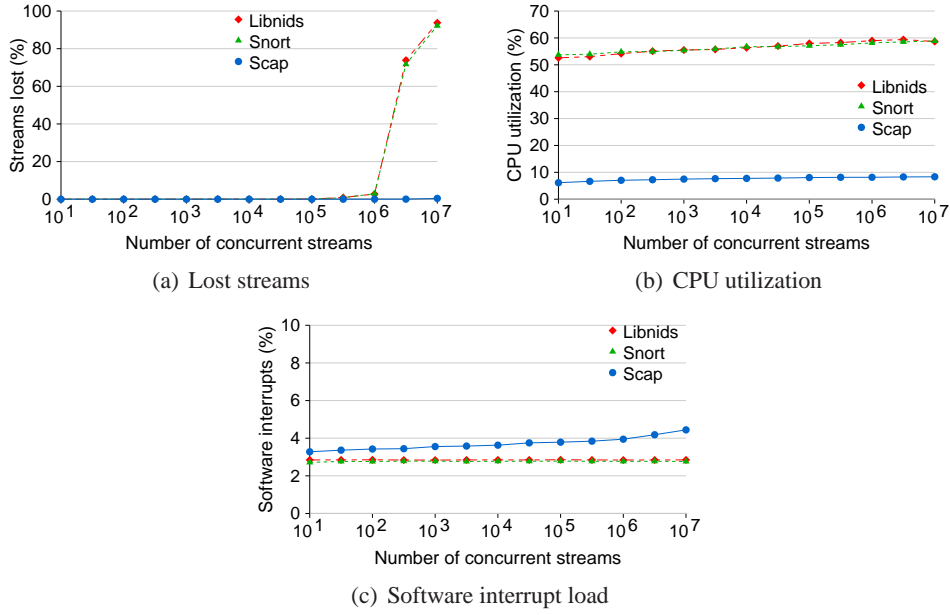 Streams lost (%)
100
80
60
40
20
0
10^1
10^2
10^3
10^4
10^5
10^6
10^7
Number of concurrent streams
Libnids
Snort
Scap
(a) Lost streams
CPU utilization (%)
70
60
50
40
30
20
10
0
10^1
10^2
10^3
10^4
10^5
10^6
10^7
Number of concurrent streams
Libnids
Snort
Scap
(b) CPU utilization
Software interrupts (%)
10
8
6
4
2
0
10^1
10^2
10^3
10^4
10^5
10^6
10^7
Number of concurrent streams
Libnids
Snort
Scap
(c) Software interrupt load